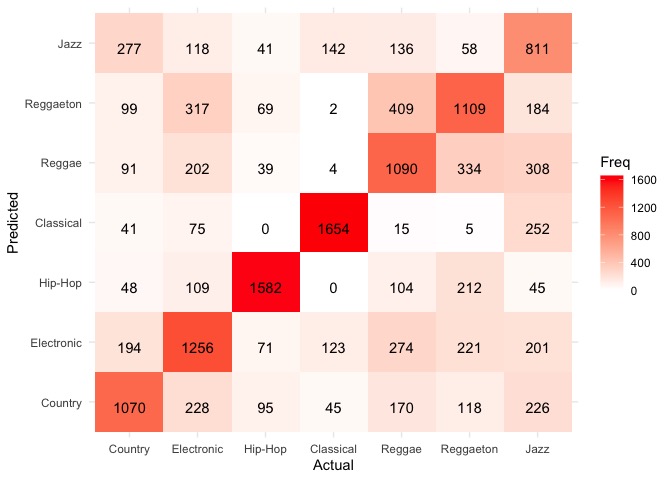 Jazz 277 118 41 142 136 58 811
Reggaeton 99 317 69 2 409 1109 184
Reggae 91 202 39 4 1090 334 308
Classical 41 75 0 1654 15 5 252
Hip-Hop 48 109 1582 0 104 212 45
Electronic 194 1256 71 123 274 221 201
Country 1070 228 95 45 170 118 226
Country Electronic Hip-Hop Classical Reggae Reggaeton Jazz
Actual
Predicted
Freq
1600
1200
800
400
0